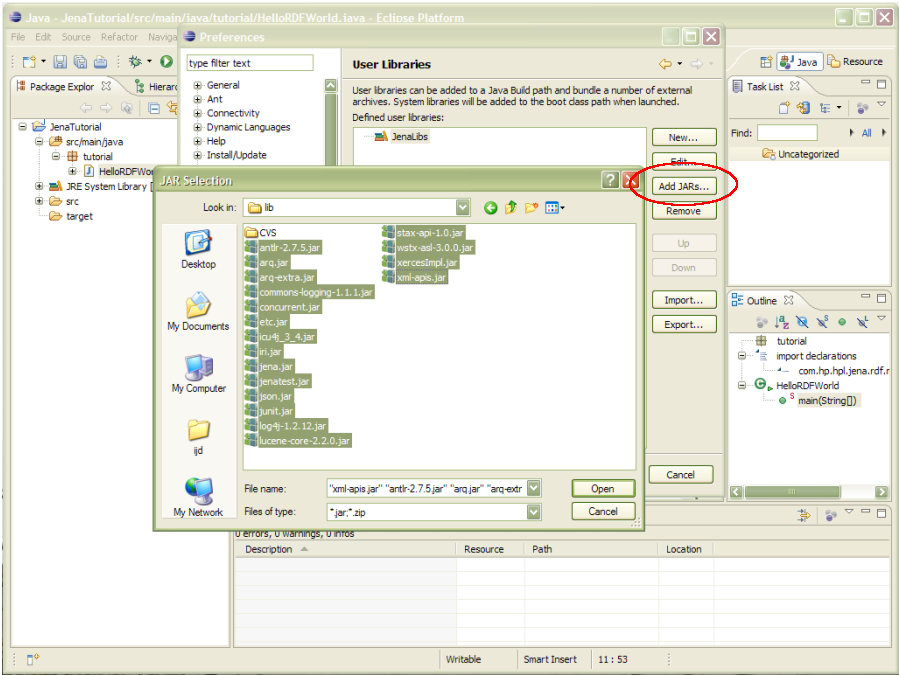 Java - JenaTutorial/src/main/java/tutorial/HelloRDFWorld.java - Eclipse Platform
File Edit Source Refactor Naviga
Preferences
Java Resource
type filter text
User Libraries
Package Explor Hierarc
Task List
General
Ant
Connectivity
Dynamic Languages
Help
Install/Update
User libraries can be added to a Java Build path and bundle a number of external
archives. System libraries will be added to the boot class path when launched.
Defined user libraries:
JenaLibs
New...
Edit...
Add JARs...
Remove
Up
Down
Import...
Export...
Cancel
Find: All
Uncategorized
JenaTutorial
src/main/java
tutorial
HelloRDFWo
JRE System Library [
src
target
JAR Selection
Look in: lib
Desktop
My Documents
My Computer
ijd
My Network
CVS
antlr-2.7.5.jar
arq.jar
arq-extra.jar
commons-logging-1.1.1.jar
concurrent.jar
etc.jar
icu4j_3_4.jar
iri.jar
jena.jar
jenatest.jar
json.jar
junit.jar
log4j-1.2.12.jar
lucene-core-2.2.0.jar
stax-api-1.0.jar
wstx-asl-3.0.0.jar
xercesImpl.jar
xml-apis.jar
File name: "xml-apis.jar" "antlr-2.7.5.jar" "arq.jar" "arq-extr Open
Files of type: *.jar;*.zip Cancel
Outline
tutorial
import declarations
com.hp.hpl.jena.rdf.r
HelloRDFWorld
main(String[])
0 errors, 0 warnings, 0 infos
Description Resource Path Location
Writable Smart Insert 11 : 53